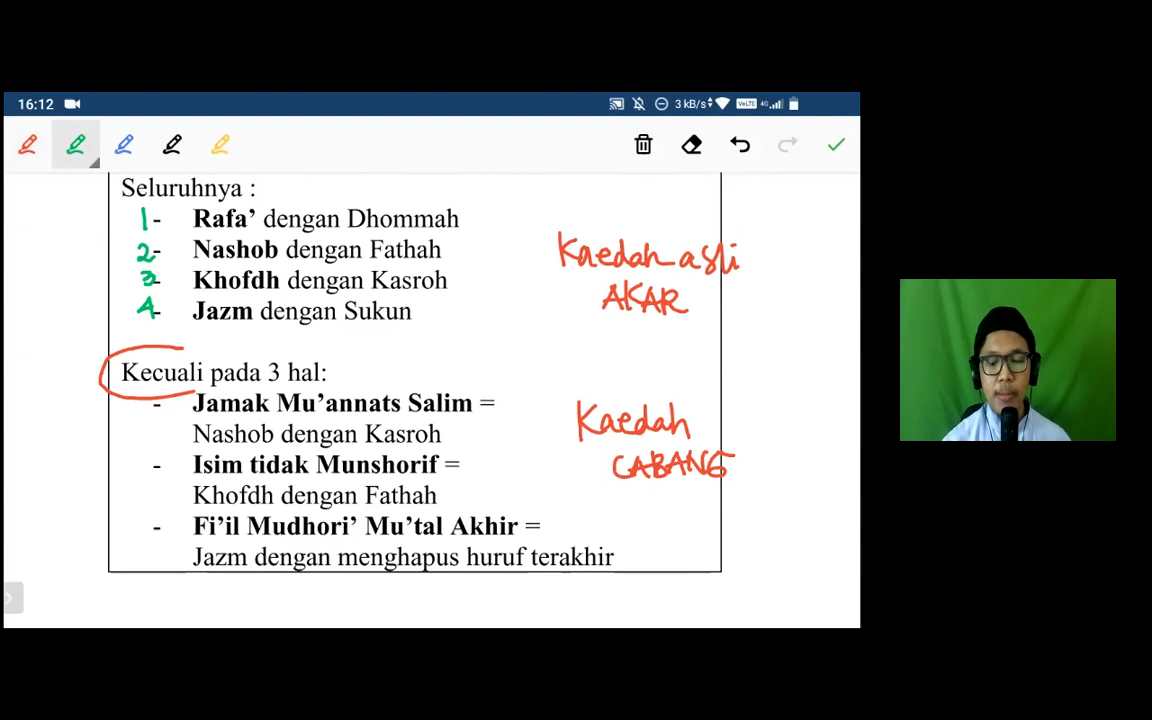 16:12 3 kB/s VoLTE 4G
Seluruhnya :
1- Rafa’ dengan Dhommah
2- Nashob dengan Fathah
3- Khofdh dengan Kasroh
4- Jazm dengan Sukun
Kaedah asli
AKAR
Kecuali pada 3 hal:
- Jamak Mu’annats Salim =
Nashob dengan Kasroh
- Isim tidak Munshorif =
Khofdh dengan Fathah
- Fi’il Mudhori’ Mu’tal Akhir =
Jazm dengan menghapus huruf terakhir
Kaedah
CABANG